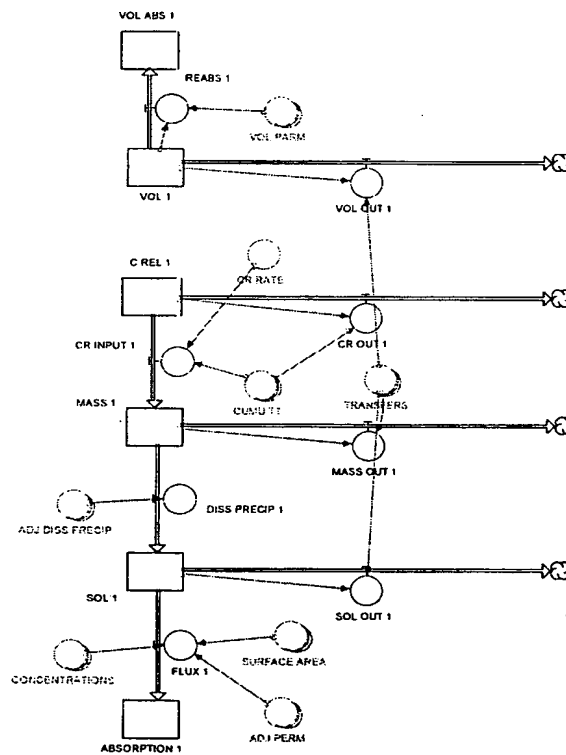 VOL ABS 1
REABS 1
VOL PARM
VOL 1
VOL OUT 1
C REL 1
CR RATE
CR INPUT 1
CR OUT 1
MASS 1
CUMU TT
TRANSFERS
MASS OUT 1
ADJ DISS PRECIP
DISS PRECIP 1
SOL 1
SOL OUT 1
CONCENTRATIONS
FLUX 1
SURFACE AREA
ABSORPTION 1
ADJ PERM